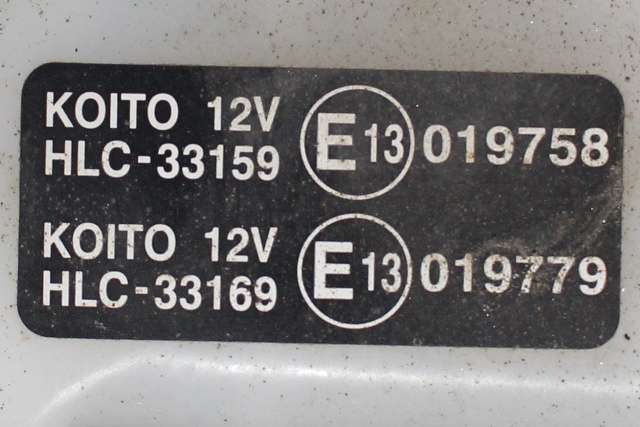 KOITO 12V E13 019758
HLC-33159
KOITO 12V E13 019779
HLC-33169